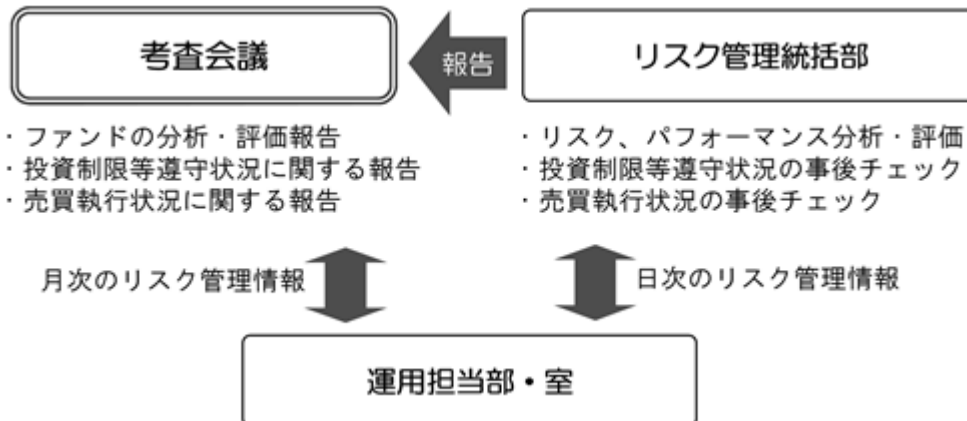 考査会議
報告
リスク管理統括部
・ファンドの分析・評価報告
・投資制限等遵守状況に関する報告
・売買執行状況に関する報告
・リスク、パフォーマンス分析・評価
・投資制限等遵守状況の事後チェック
・売買執行状況の事後チェック
月次のリスク管理情報
日次のリスク管理情報
運用担当部・室